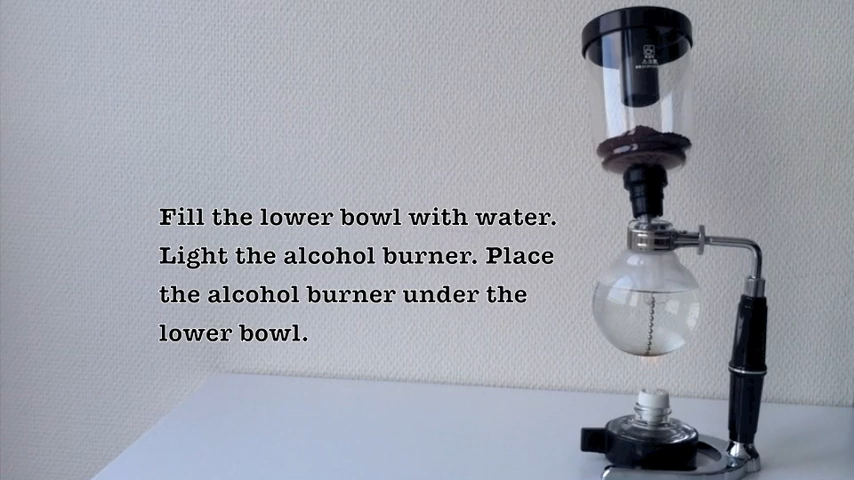 Fill the lower bowl with water.
Light the alcohol burner. Place
the alcohol burner under the
lower bowl.